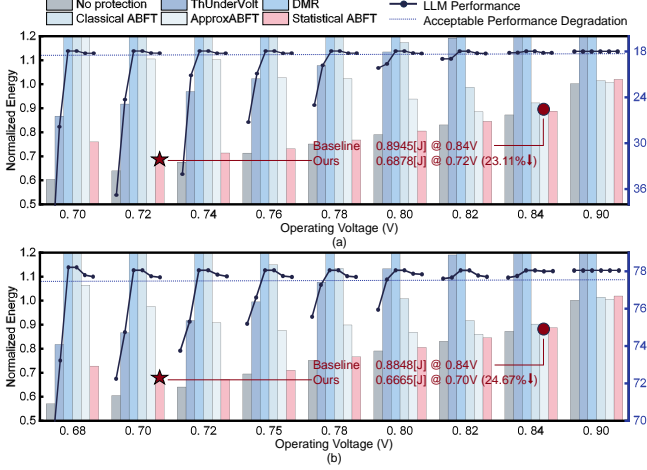 No protection ThUnderVolt DMR LLM Performance
Classical ABFT ApproxABFT Statistical ABFT Acceptable Performance Degradation
Normalized Energy
1.2
1.1
1.0
0.9
0.8
0.7
0.6
0.5
18
24
30
36
Baseline 0.8945[J] @ 0.84V
Ours 0.6878[J] @ 0.72V (23.11%⬇)
0. 70 0. 72 0. 74 0. 76 0. 78 0. 80 0. 82 0. 84 0. 90
Operating Voltage (V)
(a)
Normalized Energy
1.2
1.1
1.0
0.9
0.8
0.7
0.6
0.5
78
76
74
72
70
Baseline 0.8848[J] @ 0.84V
Ours 0.6665[J] @ 0.70V (24.67%⬇)
0. 68 0. 70 0. 72 0. 74 0. 76 0. 78 0. 80 0. 82 0. 84 0. 90
Operating Voltage (V)
(b)